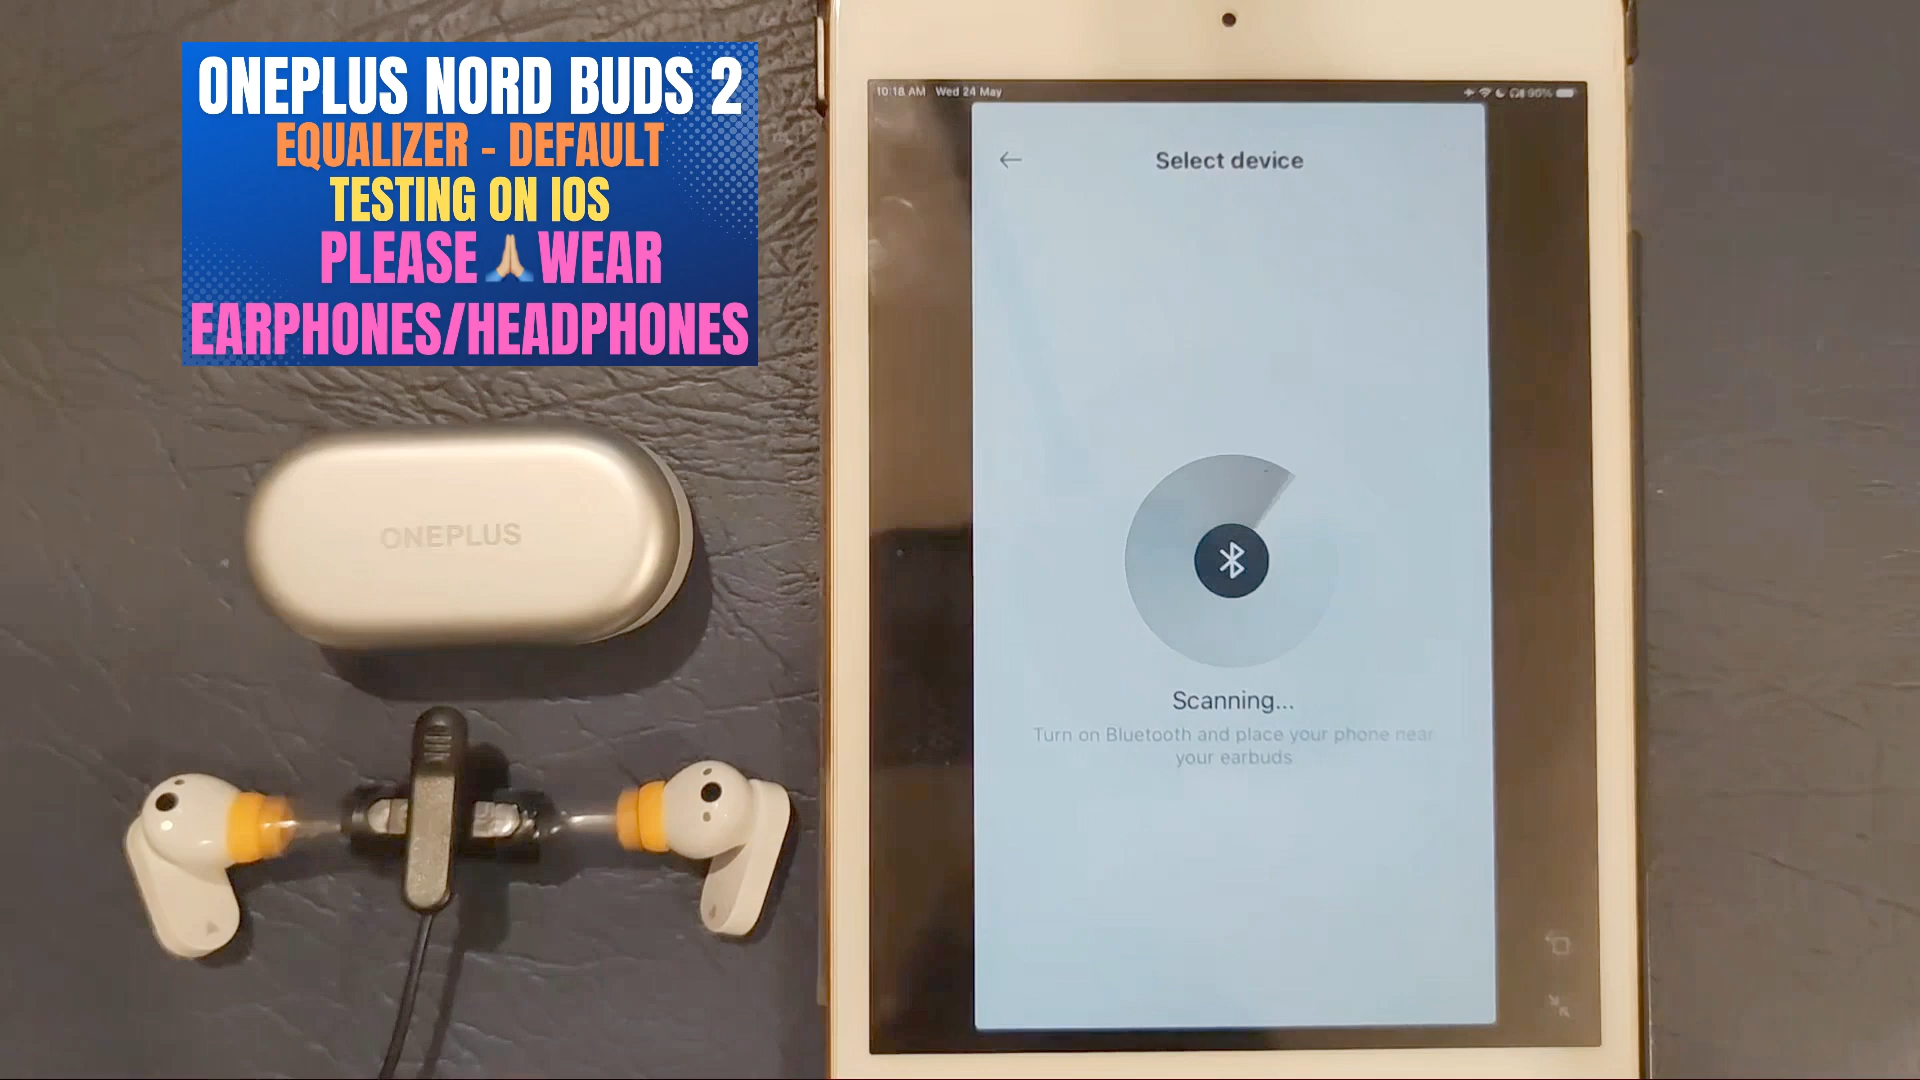 ONEPLUS NORD BUDS 2
EQUALIZER - DEFAULT
TESTING ON IOS
PLEASE🙏🏼WEAR
EARPHONES/HEADPHONES
ONEPLUS
10:18 AM Wed 24 May
90%
Select device
Scanning...
Turn on Bluetooth and place your phone near
your earbuds